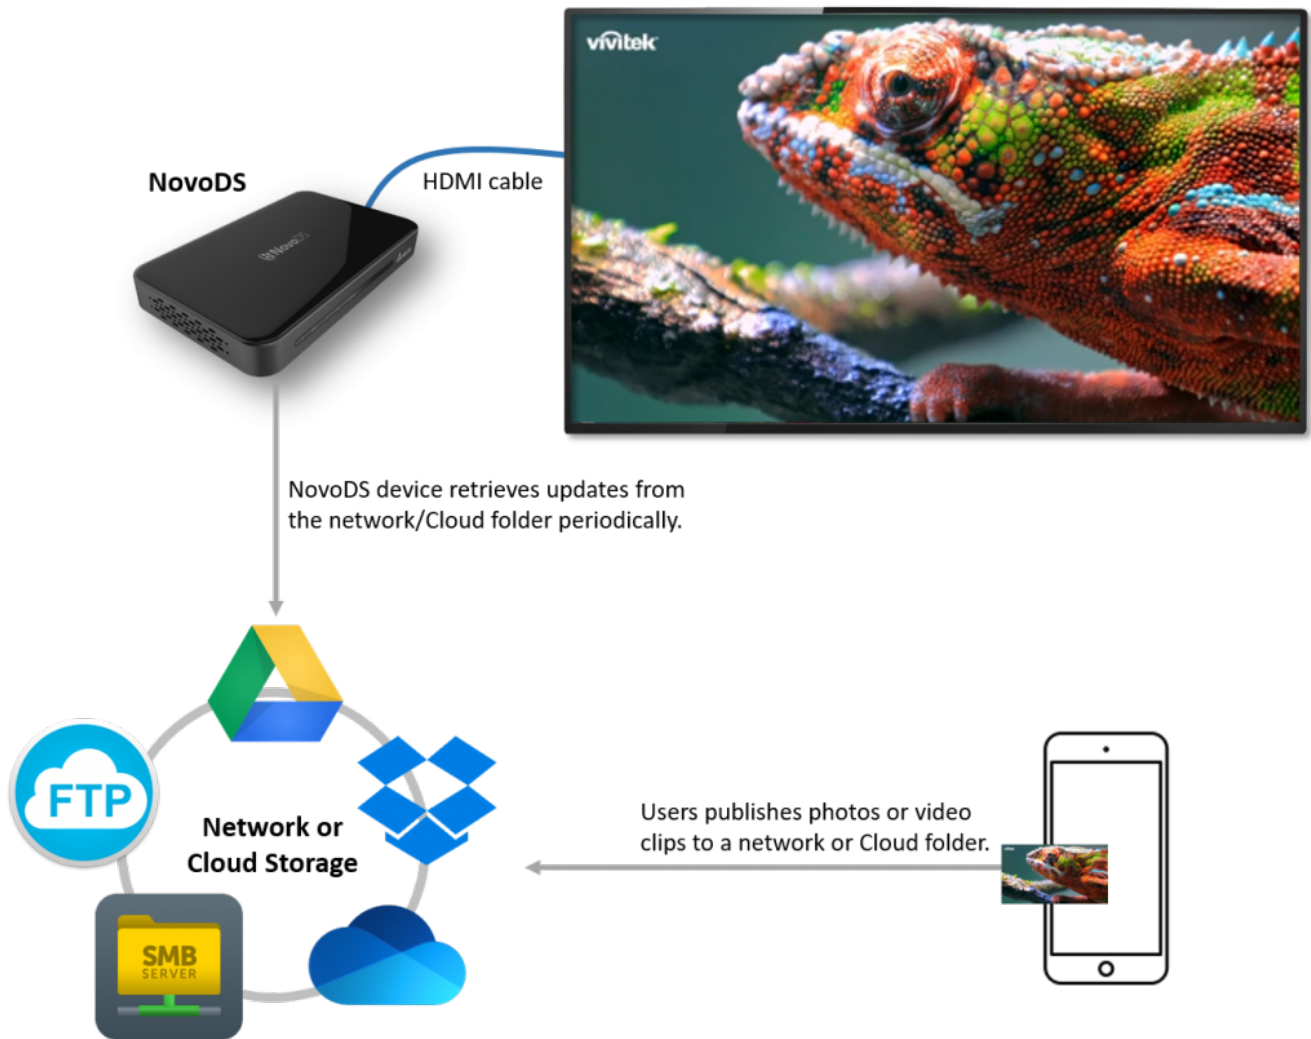 vivitek
NovoDS
HDMI cable
NovoDS
NovoDS device retrieves updates from
the network/Cloud folder periodically.
FTP
Network or
Cloud Storage
Users publishes photos or video
clips to a network or Cloud folder.
SMB
SERVER